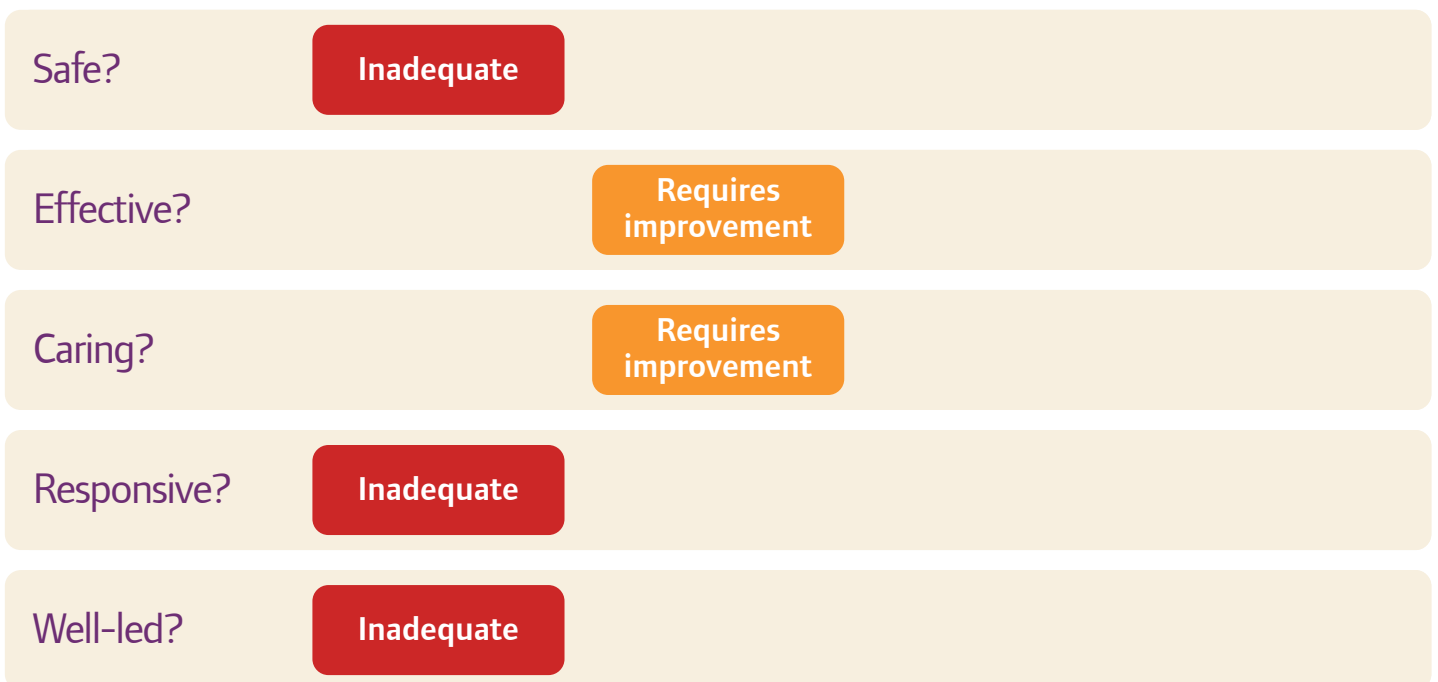 Safe?
Inadequate
Effective?
Requires
improvement
Caring?
Requires
improvement
Responsive?
Inadequate
Well-led?
Inadequate